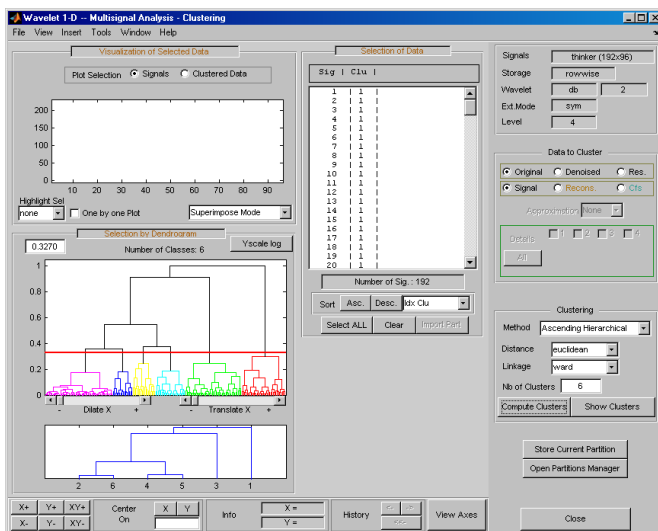 Wavelet 1-D -- Multisignal Analysis - Clustering
File View Insert Tools Window Help
Visualization of Selected Data
Plot Selection Signals Clustered Data
200
150
100
50
0
10 20 30 40 50 60 70 80 90
Highlight Sel
none One by one Plot Superimpose Mode
Selection by Dendrogram
0.3270 Number of Classes: 6 Yscale log
1
0.8
0.6
0.4
0.2
0
- Dilate X + - Translate X +
2 6 4 5 3 1
Selection of Data
Sig | Clu |
1 | 1 |
2 | 1 |
3 | 1 |
4 | 1 |
5 | 1 |
6 | 1 |
7 | 1 |
8 | 1 |
9 | 1 |
10 | 1 |
11 | 1 |
12 | 1 |
13 | 1 |
14 | 1 |
15 | 1 |
16 | 1 |
17 | 1 |
18 | 1 |
19 | 1 |
20 | 1 |
Number of Sig.: 192
Sort Asc. Desc. Idx Clu
Select ALL Clear Import Part.
Signals thinker (192x96)
Storage rowwise
Wavelet db 2
Ext.Mode sym
Level 4
Data to Cluster
Original Denoised Res.
Signal Recons. Cfs
Approximation None
Details 1 2 3 4
All
Clustering
Method Ascending Hierarchical
Distance euclidean
Linkage ward
Nb of Clusters 6
Compute Clusters Show Clusters
Store Current Partition
Open Partitions Manager
Close
X+ Y+ XY+
X- Y- XY-
Center On X Y
Info X =
Y =
History <- ->
<<-
View Axes